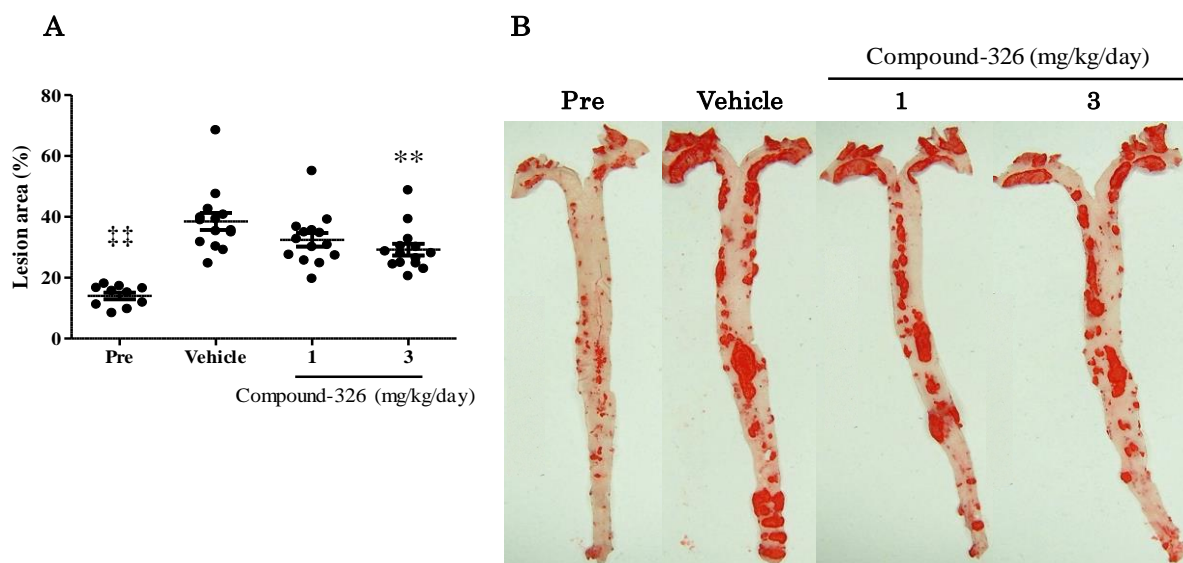 A
80
60
40
20
0
Lesion area (%)
‡‡
**
Pre
Vehicle
1
3
Compound-326 (mg/kg/day)
B
Compound-326 (mg/kg/day)
Pre
Vehicle
1
3